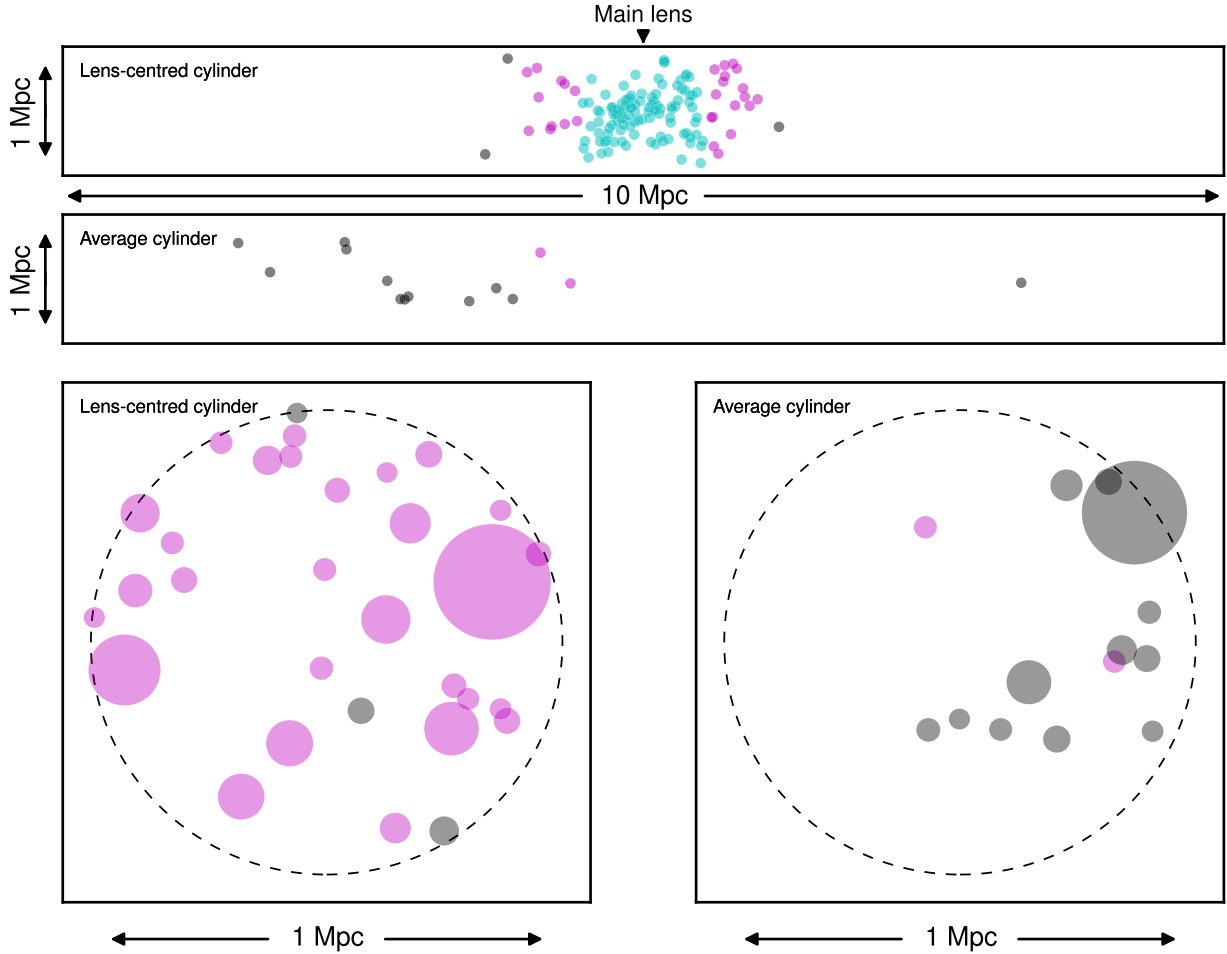 Main lens
Lens-centred cylinder
1 Mpc
10 Mpc
Average cylinder
1 Mpc
Lens-centred cylinder
Average cylinder
1 Mpc
1 Mpc